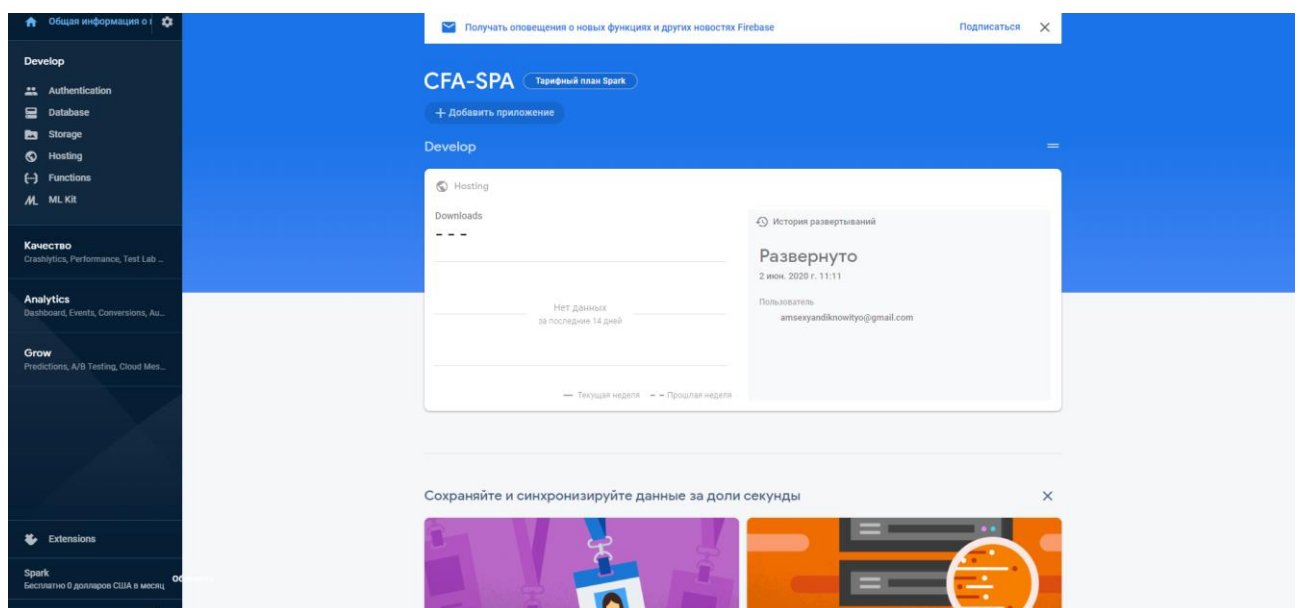 Общая информация о
Develop
Authentication
Database
Storage
Hosting
Functions
ML Kit
Качество
Crashlytics, Performance, Test Lab ...
Analytics
Dashboard, Events, Conversions, Au...
Grow
Predictions, A/B Testing, Cloud Mes...
Extensions
Spark
Бесплатно 0 долларов США в месяц
Получать оповещения о новых функциях и других новостях Firebase
Подписаться
CFA-SPA Тарифный план Spark
+ Добавить приложение
Develop
Hosting
Downloads
- - -
Нет данных
за последние 14 дней
Текущая неделя
Прошлая неделя
История развертываний
Развернуто
2 июн. 2020 г. 11:11
Пользователь
amsexyandiknowityo@gmail.com
Сохраняйте и синхронизируйте данные за доли секунды